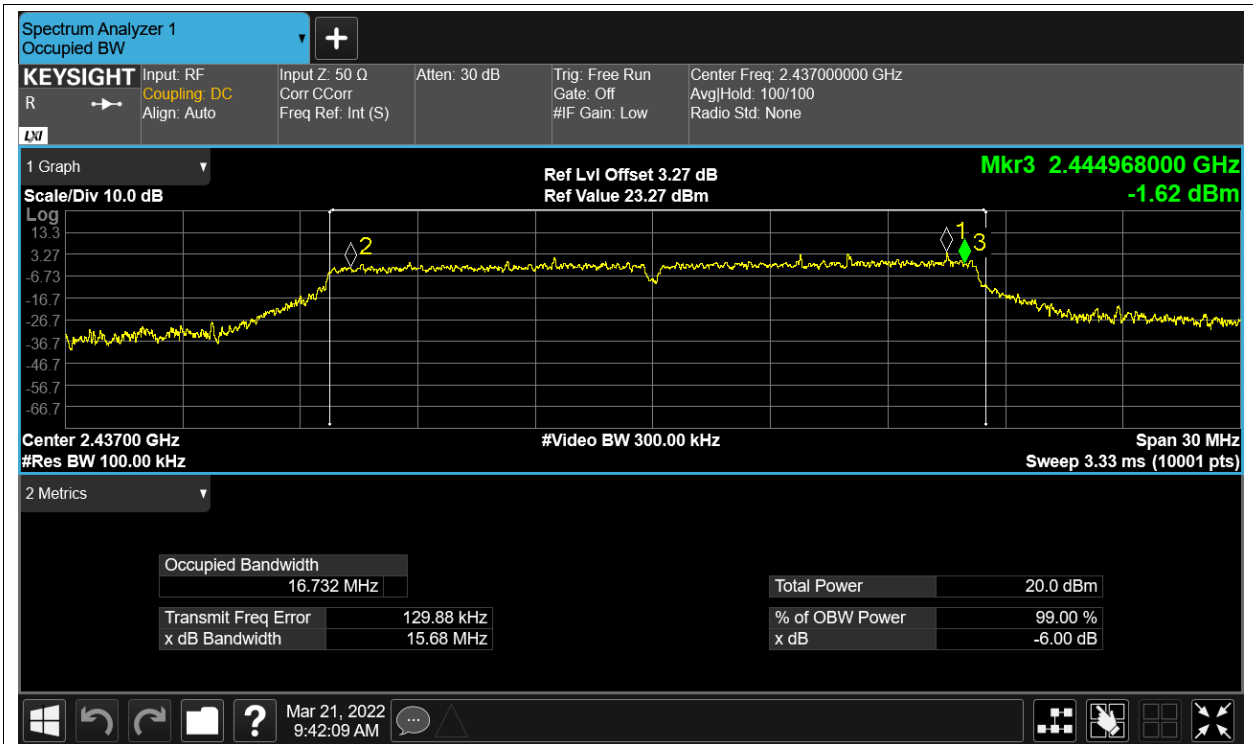 Spectrum Analyzer 1
Occupied BW
KEYSIGHT
R
LXI
Input: RF
Coupling: DC
Align: Auto
Input Z: 50 Ω
Corr CCorr
Freq Ref: Int (S)
Atten: 30 dB
Trig: Free Run
Gate: Off
#IF Gain: Low
Center Freq: 2.437000000 GHz
Avg|Hold: 100/100
Radio Std: None
1 Graph
Scale/Div 10.0 dB
Ref Lvl Offset 3.27 dB
Ref Value 23.27 dBm
Mkr3 2.444968000 GHz
-1.62 dBm
Log
13.3
3.27
-6.73
-16.7
-26.7
-36.7
-46.7
-56.7
-66.7
2
1
3
Center 2.43700 GHz
#Video BW 300.00 kHz
Span 30 MHz
#Res BW 100.00 kHz
Sweep 3.33 ms (10001 pts)
2 Metrics
Occupied Bandwidth
16.732 MHz
Transmit Freq Error 129.88 kHz
x dB Bandwidth 15.68 MHz
Total Power 20.0 dBm
% of OBW Power 99.00 %
x dB -6.00 dB
?
Mar 21, 2022
9:42:09 AM